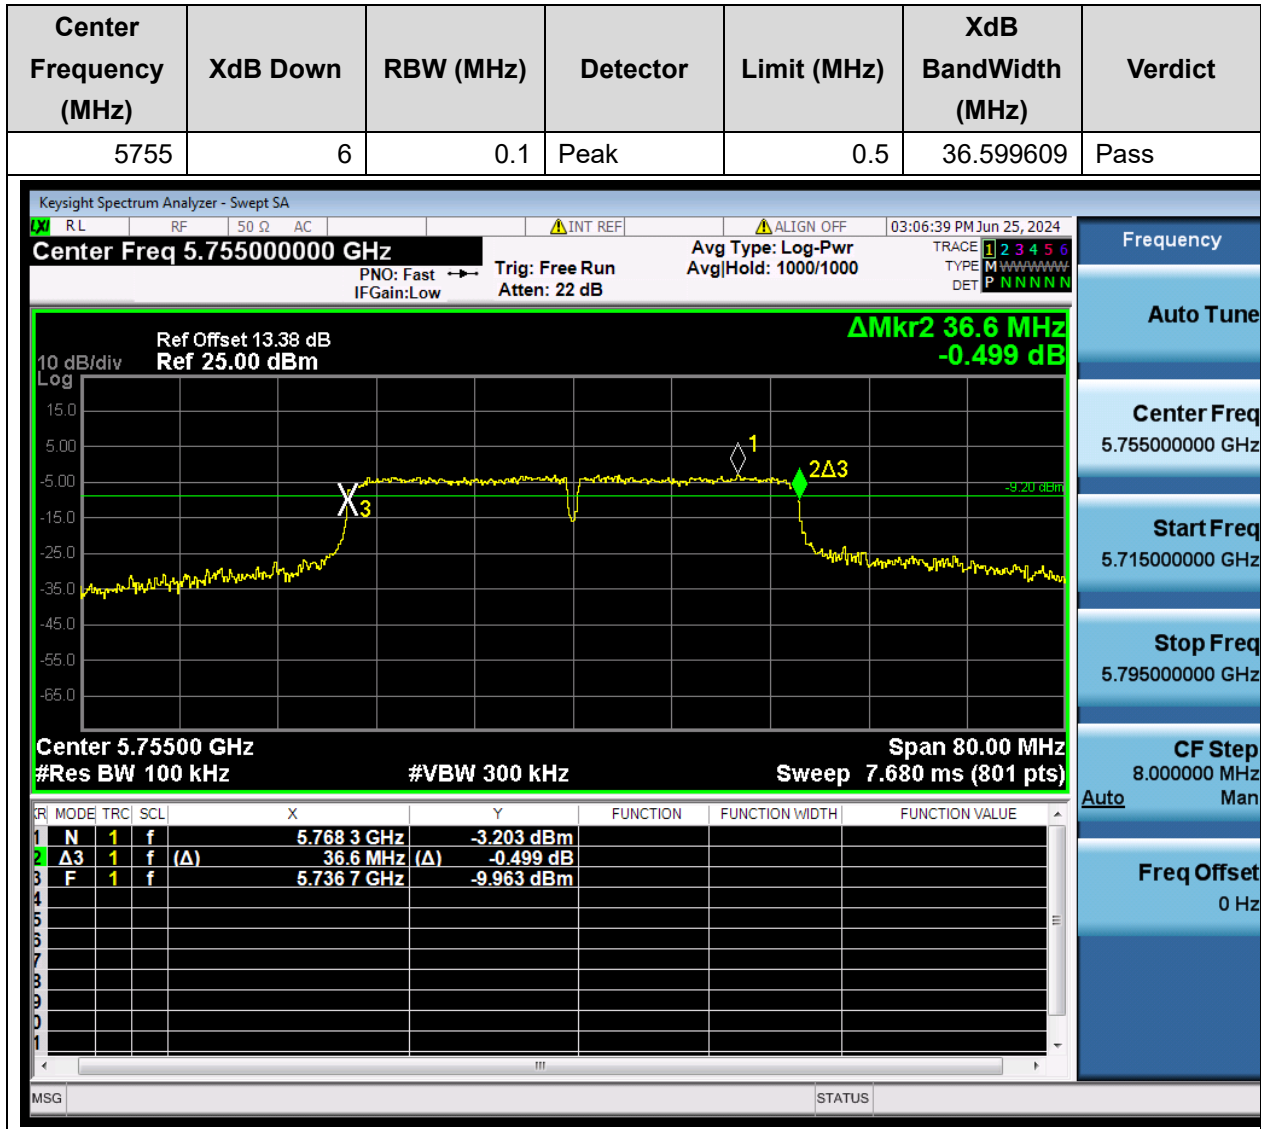 Center Frequency (MHz) XdB Down RBW (MHz) Detector Limit (MHz) XdB BandWidth (MHz) Verdict
5755 6 0.1 Peak 0.5 36.599609 Pass
Keysight Spectrum Analyzer - Swept SA
LXI RL RF 50 Ω AC INT REF ALIGN OFF 03:06:39 PM Jun 25, 2024
Center Freq 5.755000000 GHz
PNO: Fast
IFGain:Low
Trig: Free Run
Atten: 22 dB
Avg Type: Log-Pwr
Avg|Hold: 1000/1000
TRACE 1 2 3 4 5 6
TYPE M WWWWW
DET P N N N N N
ΔMkr2 36.6 MHz
-0.499 dB
Ref Offset 13.38 dB
10 dB/div Ref 25.00 dBm
Log
15.0
5.00
-5.00
-15.0
-25.0
-35.0
-45.0
-55.0
-65.0
1
2Δ3
3
-9.20 dBm
Center 5.75500 GHz Span 80.00 MHz
#Res BW 100 kHz #VBW 300 kHz Sweep 7.680 ms (801 pts)
KR MODE TRC SCL X Y FUNCTION FUNCTION WIDTH FUNCTION VALUE
1 N 1 f 5.768 3 GHz -3.203 dBm
2 Δ3 1 f (Δ) 36.6 MHz (Δ) -0.499 dB
3 F 1 f 5.736 7 GHz -9.963 dBm
4
5
6
7
8
9
0
1
MSG STATUS
Frequency
Auto Tune
Center Freq
5.755000000 GHz
Start Freq
5.715000000 GHz
Stop Freq
5.795000000 GHz
CF Step
8.000000 MHz
Auto Man
Freq Offset
0 Hz